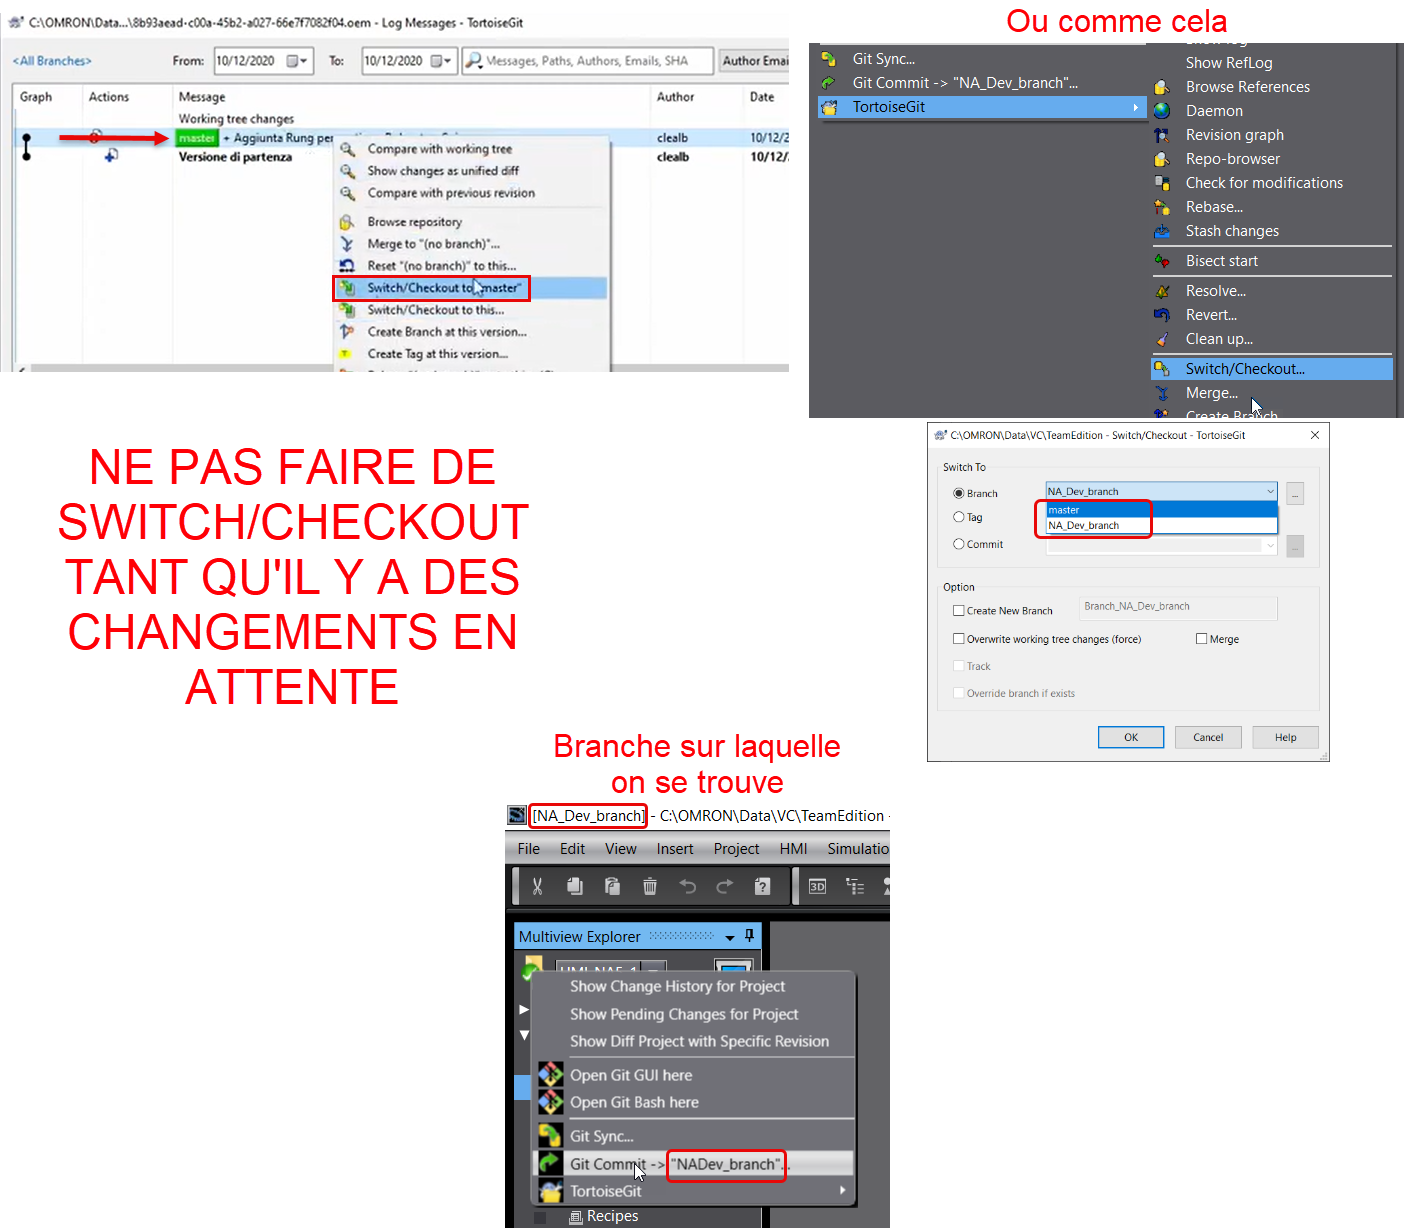 C:\OMRON\Data...\8b93aead-c00a-45b2-a027-66e7f7082f04.oem - Log Messages - TortoiseGit
<All Branches>
From: 10/12/2020 To: 10/12/2020 Messages, Paths, Authors, Emails, SHA Author Emai
Graph Actions Message Author Date
Working tree changes
master + Aggiunta Rung per clealb 10/12/2
Versione di partenza clealb 10/12/2
Compare with working tree
Show changes as unified diff
Compare with previous revision
Browse repository
Merge to "(no branch)"...
Reset "(no branch)" to this...
Switch/Checkout to "master"
Switch/Checkout to this...
Create Branch at this version...
Create Tag at this version...
Ou comme cela
Git Sync...
Git Commit -> "NA_Dev_branch"...
TortoiseGit
Show log
Show RefLog
Browse References
Daemon
Revision graph
Repo-browser
Check for modifications
Rebase...
Stash changes
Bisect start
Resolve...
Revert...
Clean up...
Switch/Checkout...
Merge...
Create Branch
C:\OMRON\Data\VC\TeamEdition - Switch/Checkout - TortoiseGit
Switch To
Branch NA_Dev_branch ...
master
Tag
NA_Dev_branch
Commit ...
Option
Create New Branch Branch_NA_Dev_branch
Overwrite working tree changes (force) Merge
Track
Override branch if exists
OK Cancel Help
NE PAS FAIRE DE
SWITCH/CHECKOUT
TANT QU'IL Y A DES
CHANGEMENTS EN
ATTENTE
Branche sur laquelle
on se trouve
[NA_Dev_branch] - C:\OMRON\Data\VC\TeamEdition -
File Edit View Insert Project HMI Simulatio
3D
Multiview Explorer
Show Change History for Project
Show Pending Changes for Project
Show Diff Project with Specific Revision
Open Git GUI here
Open Git Bash here
Git Sync...
Git Commit -> "NADev_branch"...
TortoiseGit
Recipes